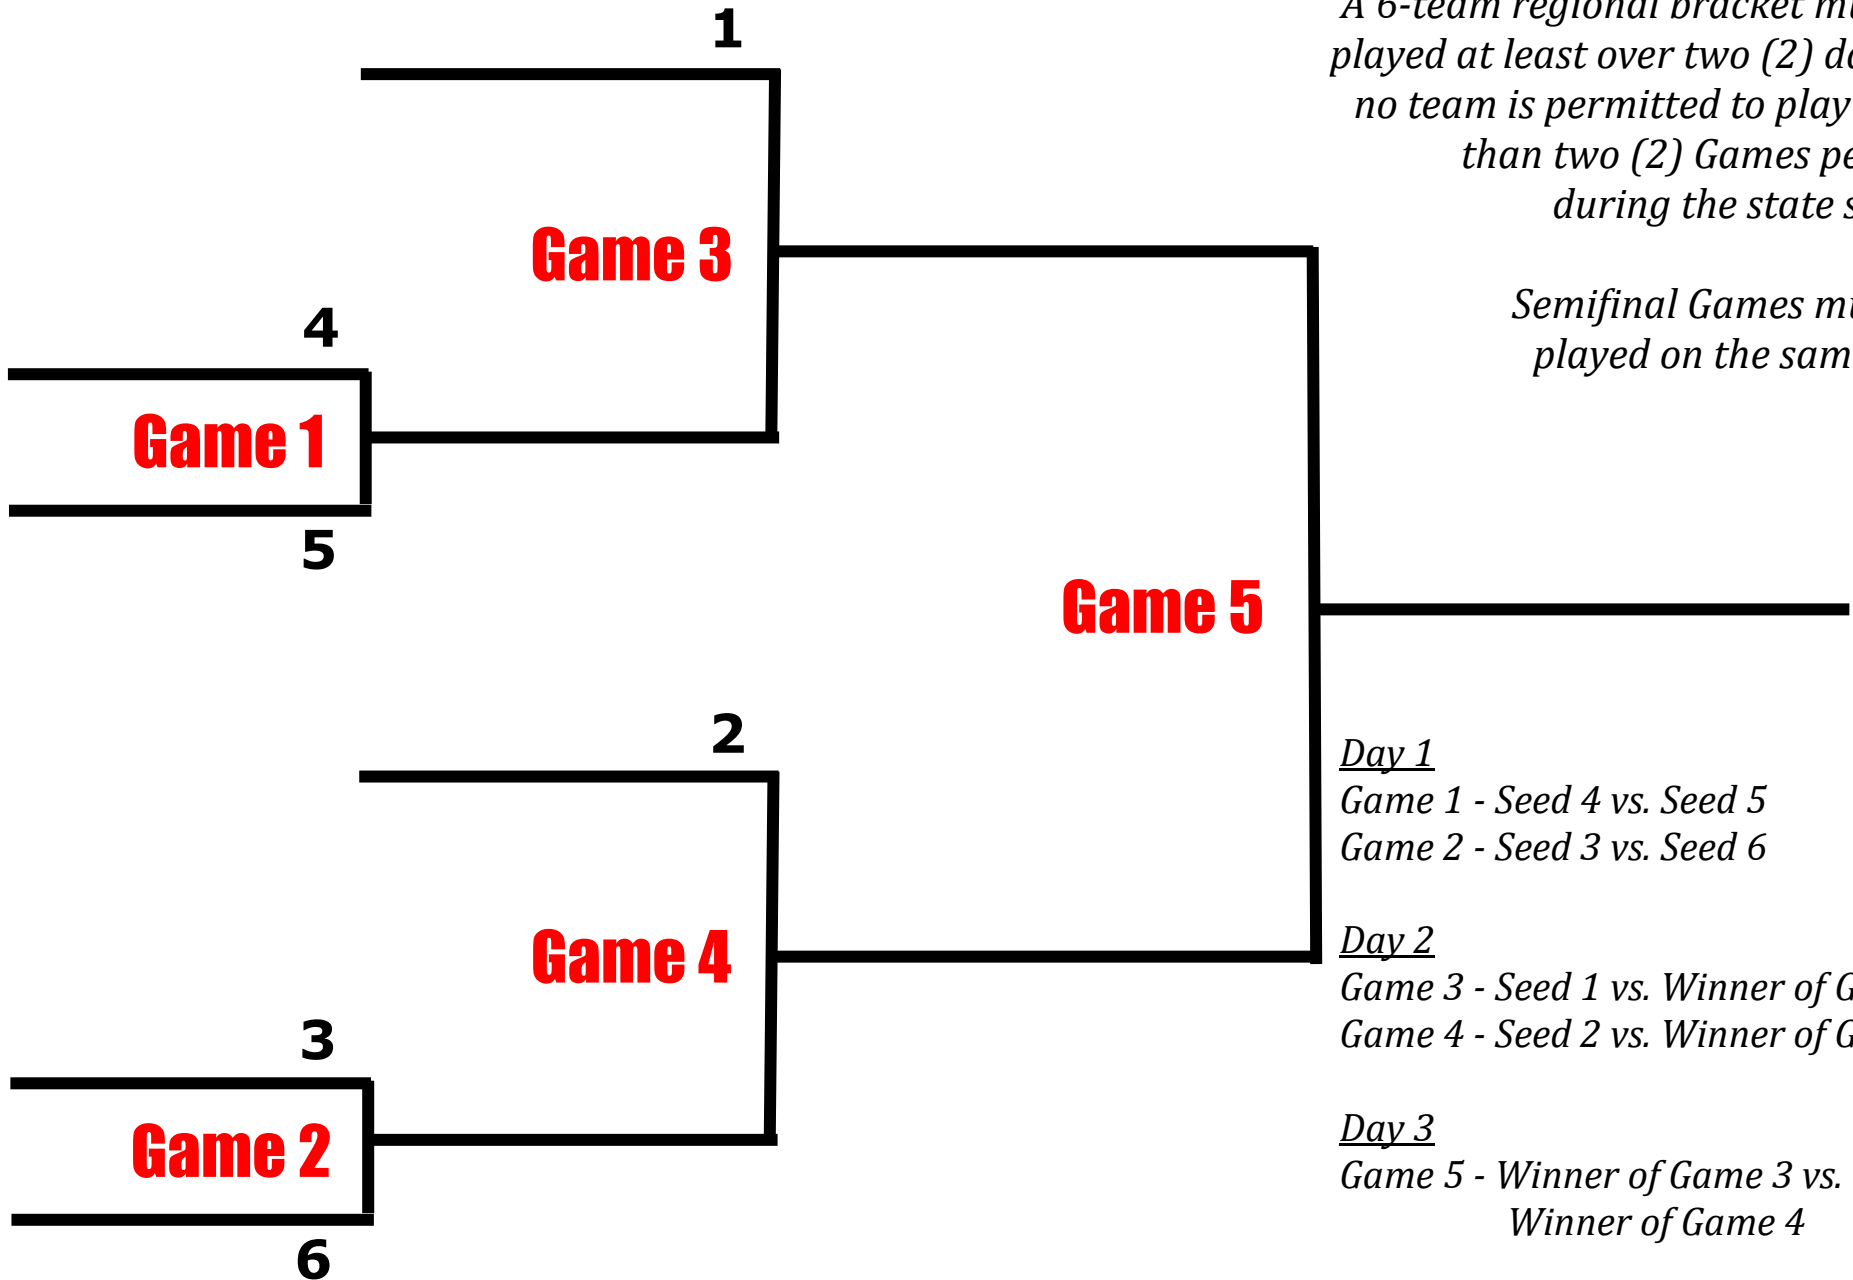 1
A 6-team regional bracket
played at least over two (2)
no team is permitted to play
than two (2) Games
during the state
Game 3
Semifinal Games
played on the
4
Game 1
5
Game 5
2
Day 1
Game 1 - Seed 4 vs. Seed 5
Game 2 - Seed 3 vs. Seed 6
Game 4
Day 2
Game 3 - Seed 1 vs. Winner of
Game 4 - Seed 2 vs. Winner of
3
Game 2
6
Day 3
Game 5 - Winner of Game 3 vs.
Winner of Game 4